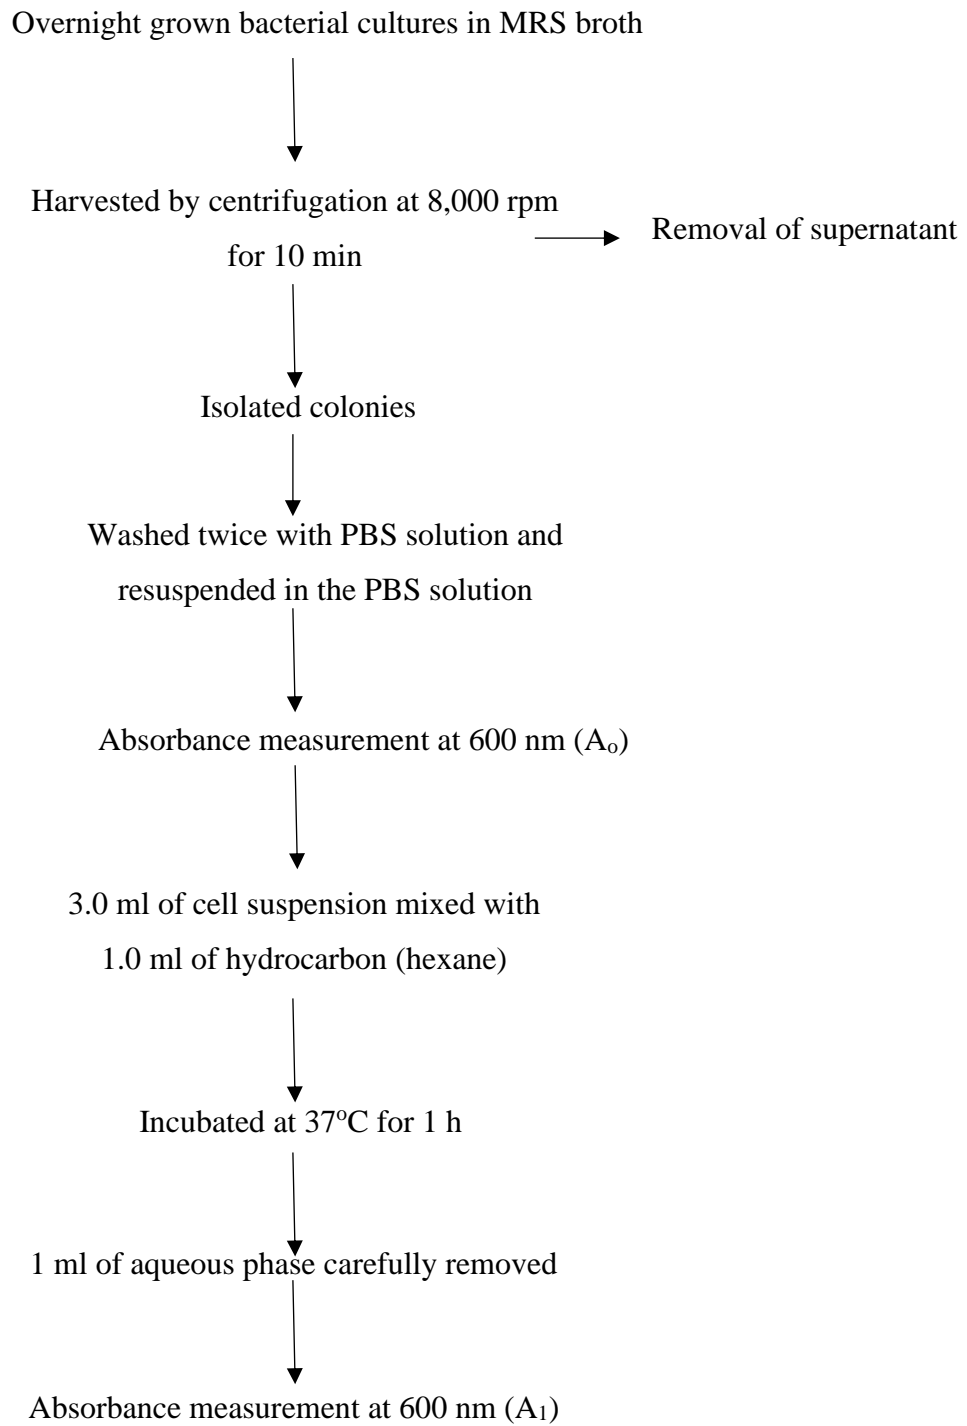 Overnight grown bacterial cultures in MRS broth
Harvested by centrifugation at 8,000 rpm
for 10 min
Removal of supernatant
Isolated colonies
Washed twice with PBS solution and
resuspended in the PBS solution
Absorbance measurement at 600 nm (Aₒ)
3.0 ml of cell suspension mixed with
1.0 ml of hydrocarbon (hexane)
Incubated at 37ᵒC for 1 h
1 ml of aqueous phase carefully removed
Absorbance measurement at 600 nm (A₁)